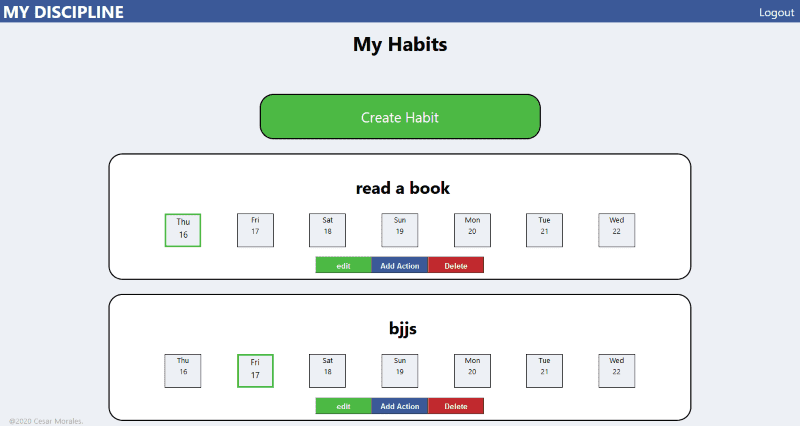 MY DISCIPLINE Logout
My Habits
Create Habit
read a book
Thu Fri Sat Sun Mon Tue Wed
16 17 18 19 20 21 22
edit Add Action Delete
bjjs
Thu Fri Sat Sun Mon Tue Wed
16 17 18 19 20 21 22
edit Add Action Delete
@2020 Cesar Morales.